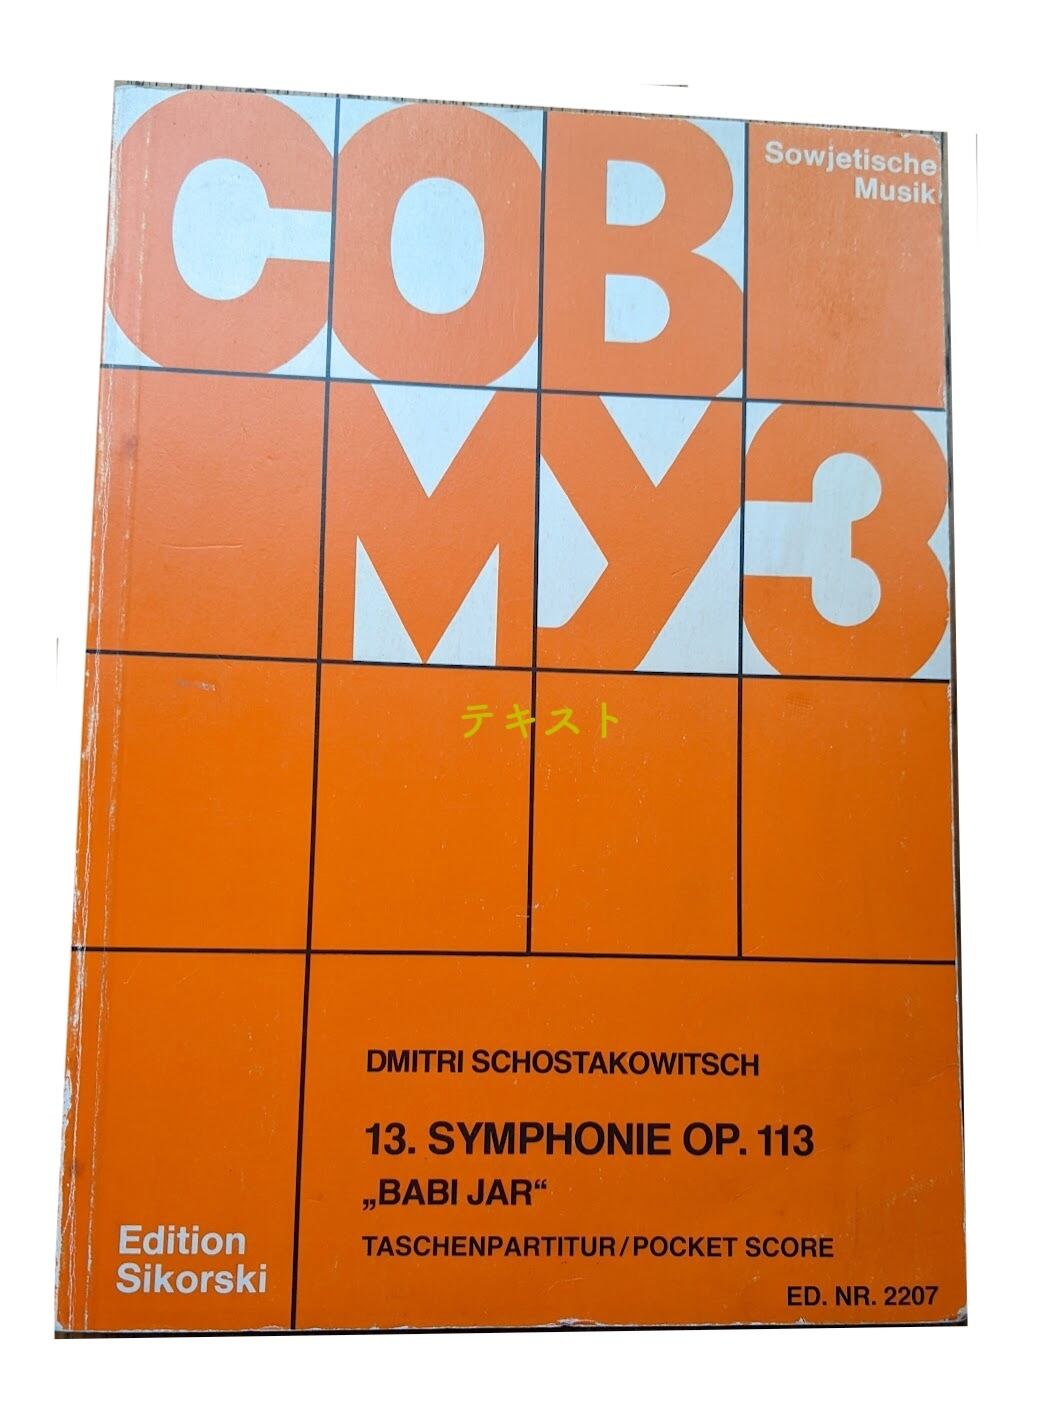 СОВ
Sowjetische
Musik
МУЗ
テキスト
DMITRI SCHOSTAKOWITSCH
13. SYMPHONIE OP. 113
„BABI JAR“
TASCHENPARTITUR/POCKET SCORE
Edition
Sikorski
ED. NR. 2207